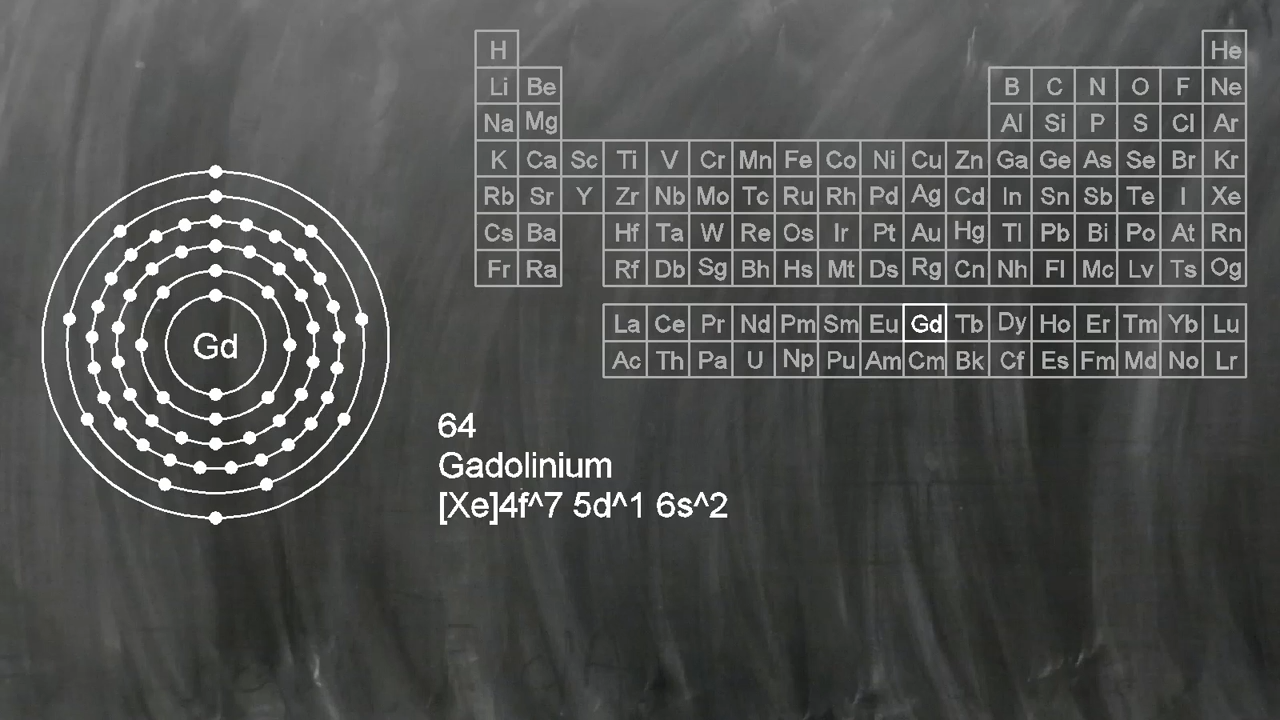 H He
Li Be B C N O F Ne
Na Mg Al Si P S Cl Ar
K Ca Sc Ti V Cr Mn Fe Co Ni Cu Zn Ga Ge As Se Br Kr
Rb Sr Y Zr Nb Mo Tc Ru Rh Pd Ag Cd In Sn Sb Te I Xe
Cs Ba Hf Ta W Re Os Ir Pt Au Hg Tl Pb Bi Po At Rn
Fr Ra Rf Db Sg Bh Hs Mt Ds Rg Cn Nh Fl Mc Lv Ts Og
La Ce Pr Nd Pm Sm Eu Gd Tb Dy Ho Er Tm Yb Lu
Ac Th Pa U Np Pu Am Cm Bk Cf Es Fm Md No Lr
Gd
64
Gadolinium
[Xe]4f^7 5d^1 6s^2